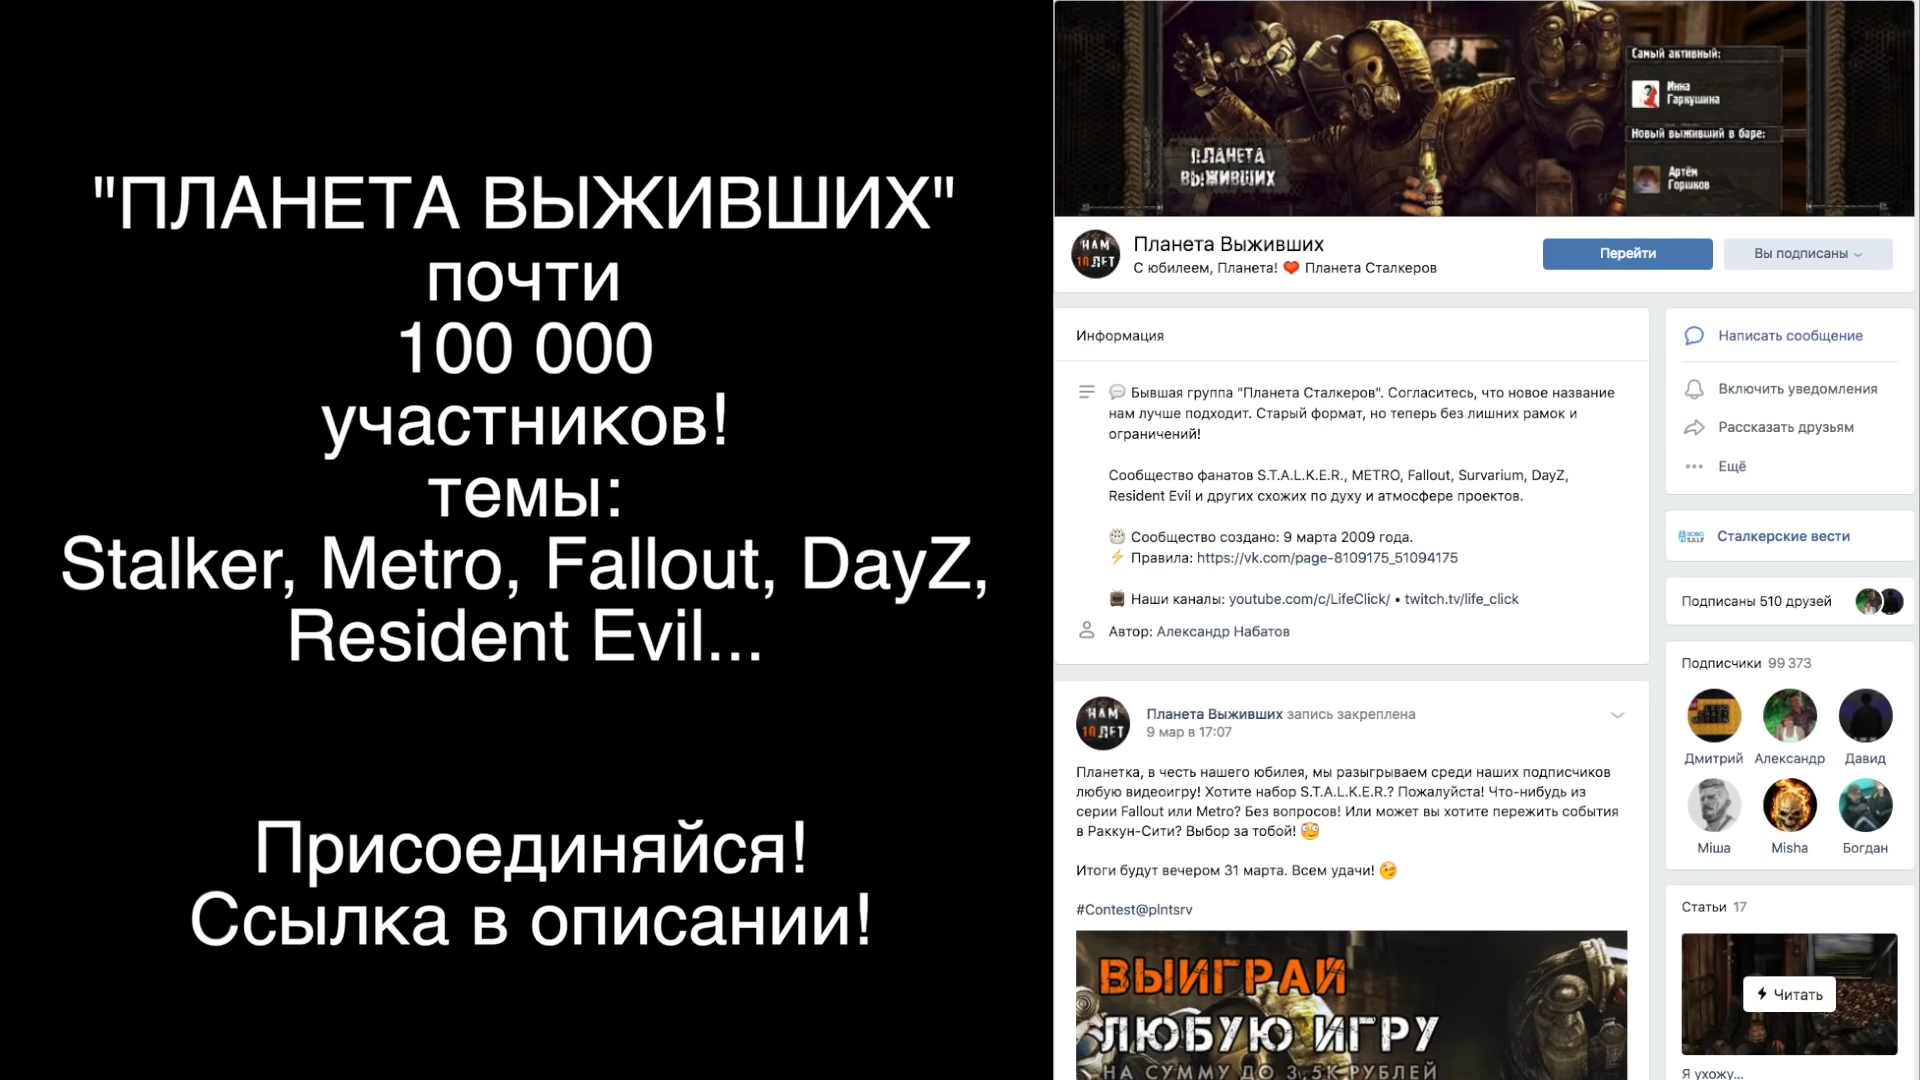 "ПЛАНЕТА ВЫЖИВШИХ"
почти
100 000
участников!
темы:
Stalker, Metro, Fallout, DayZ,
Resident Evil...
Присоединяйся!
Ссылка в описании!
ПЛАНЕТА
ВЫЖИВШИХ
Самый активный:
Инна
Гаркушина
Новый выживший в баре:
Артём
Горшков
НАМ
10 ЛЕТ
Планета Выживших
С юбилеем, Планета! ❤ Планета Сталкеров
Перейти
Вы подписаны
Информация
💬 Бывшая группа "Планета Сталкеров". Согласитесь, что новое название
нам лучше подходит. Старый формат, но теперь без лишних рамок и
ограничений!
Сообщество фанатов S.T.A.L.K.E.R., METRO, Fallout, Survarium, DayZ,
Resident Evil и других схожих по духу и атмосфере проектов.
🎂 Сообщество создано: 9 марта 2009 года.
⚡ Правила: https://vk.com/page-8109175_51094175
📺 Наши каналы: youtube.com/c/LifeClick/ • twitch.tv/life_click
Автор: Александр Набатов
НАМ
10 ЛЕТ
Планета Выживших запись закреплена
9 мар в 17:07
Планетка, в честь нашего юбилея, мы разыгрываем среди наших подписчиков
любую видеоигру! Хотите набор S.T.A.L.K.E.R.? Пожалуйста! Что-нибудь из
серии Fallout или Metro? Без вопросов! Или может вы хотите пережить события
в Раккун-Сити? Выбор за тобой! 😳
Итоги будут вечером 31 марта. Всем удачи! 😉
#Contest@plntsrv
ВЫИГРАЙ
ЛЮБУЮ ИГРУ
НА СУММУ ДО 3,5К РУБЛЕЙ
Написать сообщение
Включить уведомления
Рассказать друзьям
Ещё
Сталкерские вести
Подписаны 510 друзей
Подписчики 99 373
Дмитрий Александр Давид
Міша Misha Богдан
Статьи 17
Читать
Я ухожу...